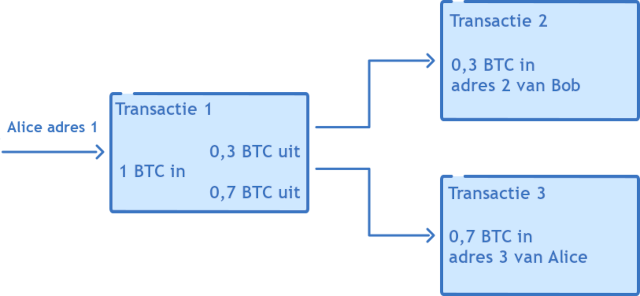 Alice adres 1
Transactie 1
1 BTC in
0,3 BTC uit
0,7 BTC uit
Transactie 2
0,3 BTC in
adres 2 van Bob
Transactie 3
0,7 BTC in
adres 3 van Alice